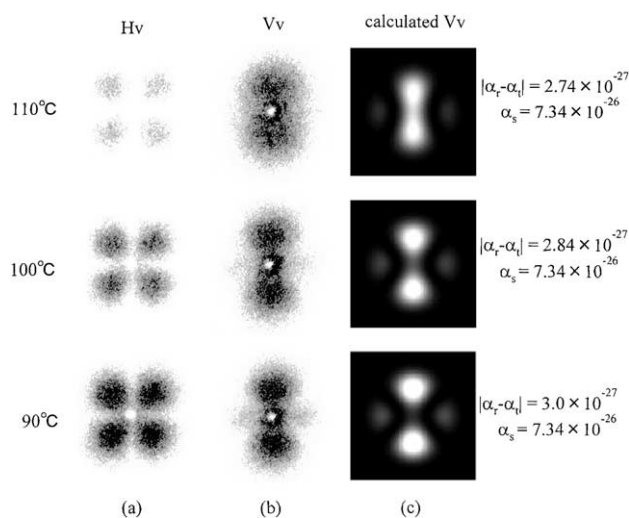 Hv Vv calculated Vv
110℃
|αr-αt| = 2.74 × 10-27
αs = 7.34 × 10-26
100℃
|αr-αt| = 2.84 × 10-27
αs = 7.34 × 10-26
90℃
|αr-αt| = 3.0 × 10-27
αs = 7.34 × 10-26
(a) (b) (c)